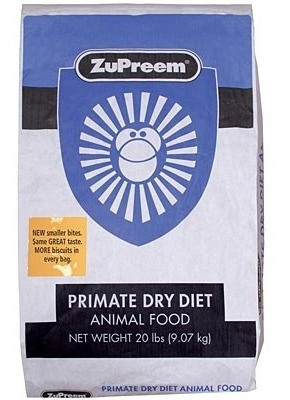 ZuPreem®
NEW smaller bites.
Same GREAT taste.
MORE biscuits in
every bag.
PRIMATE DRY DIET
ANIMAL FOOD
NET WEIGHT 20 lbs (9.07 kg)
ZuPreem
PRIMATE DRY DIET ANIMAL FOOD